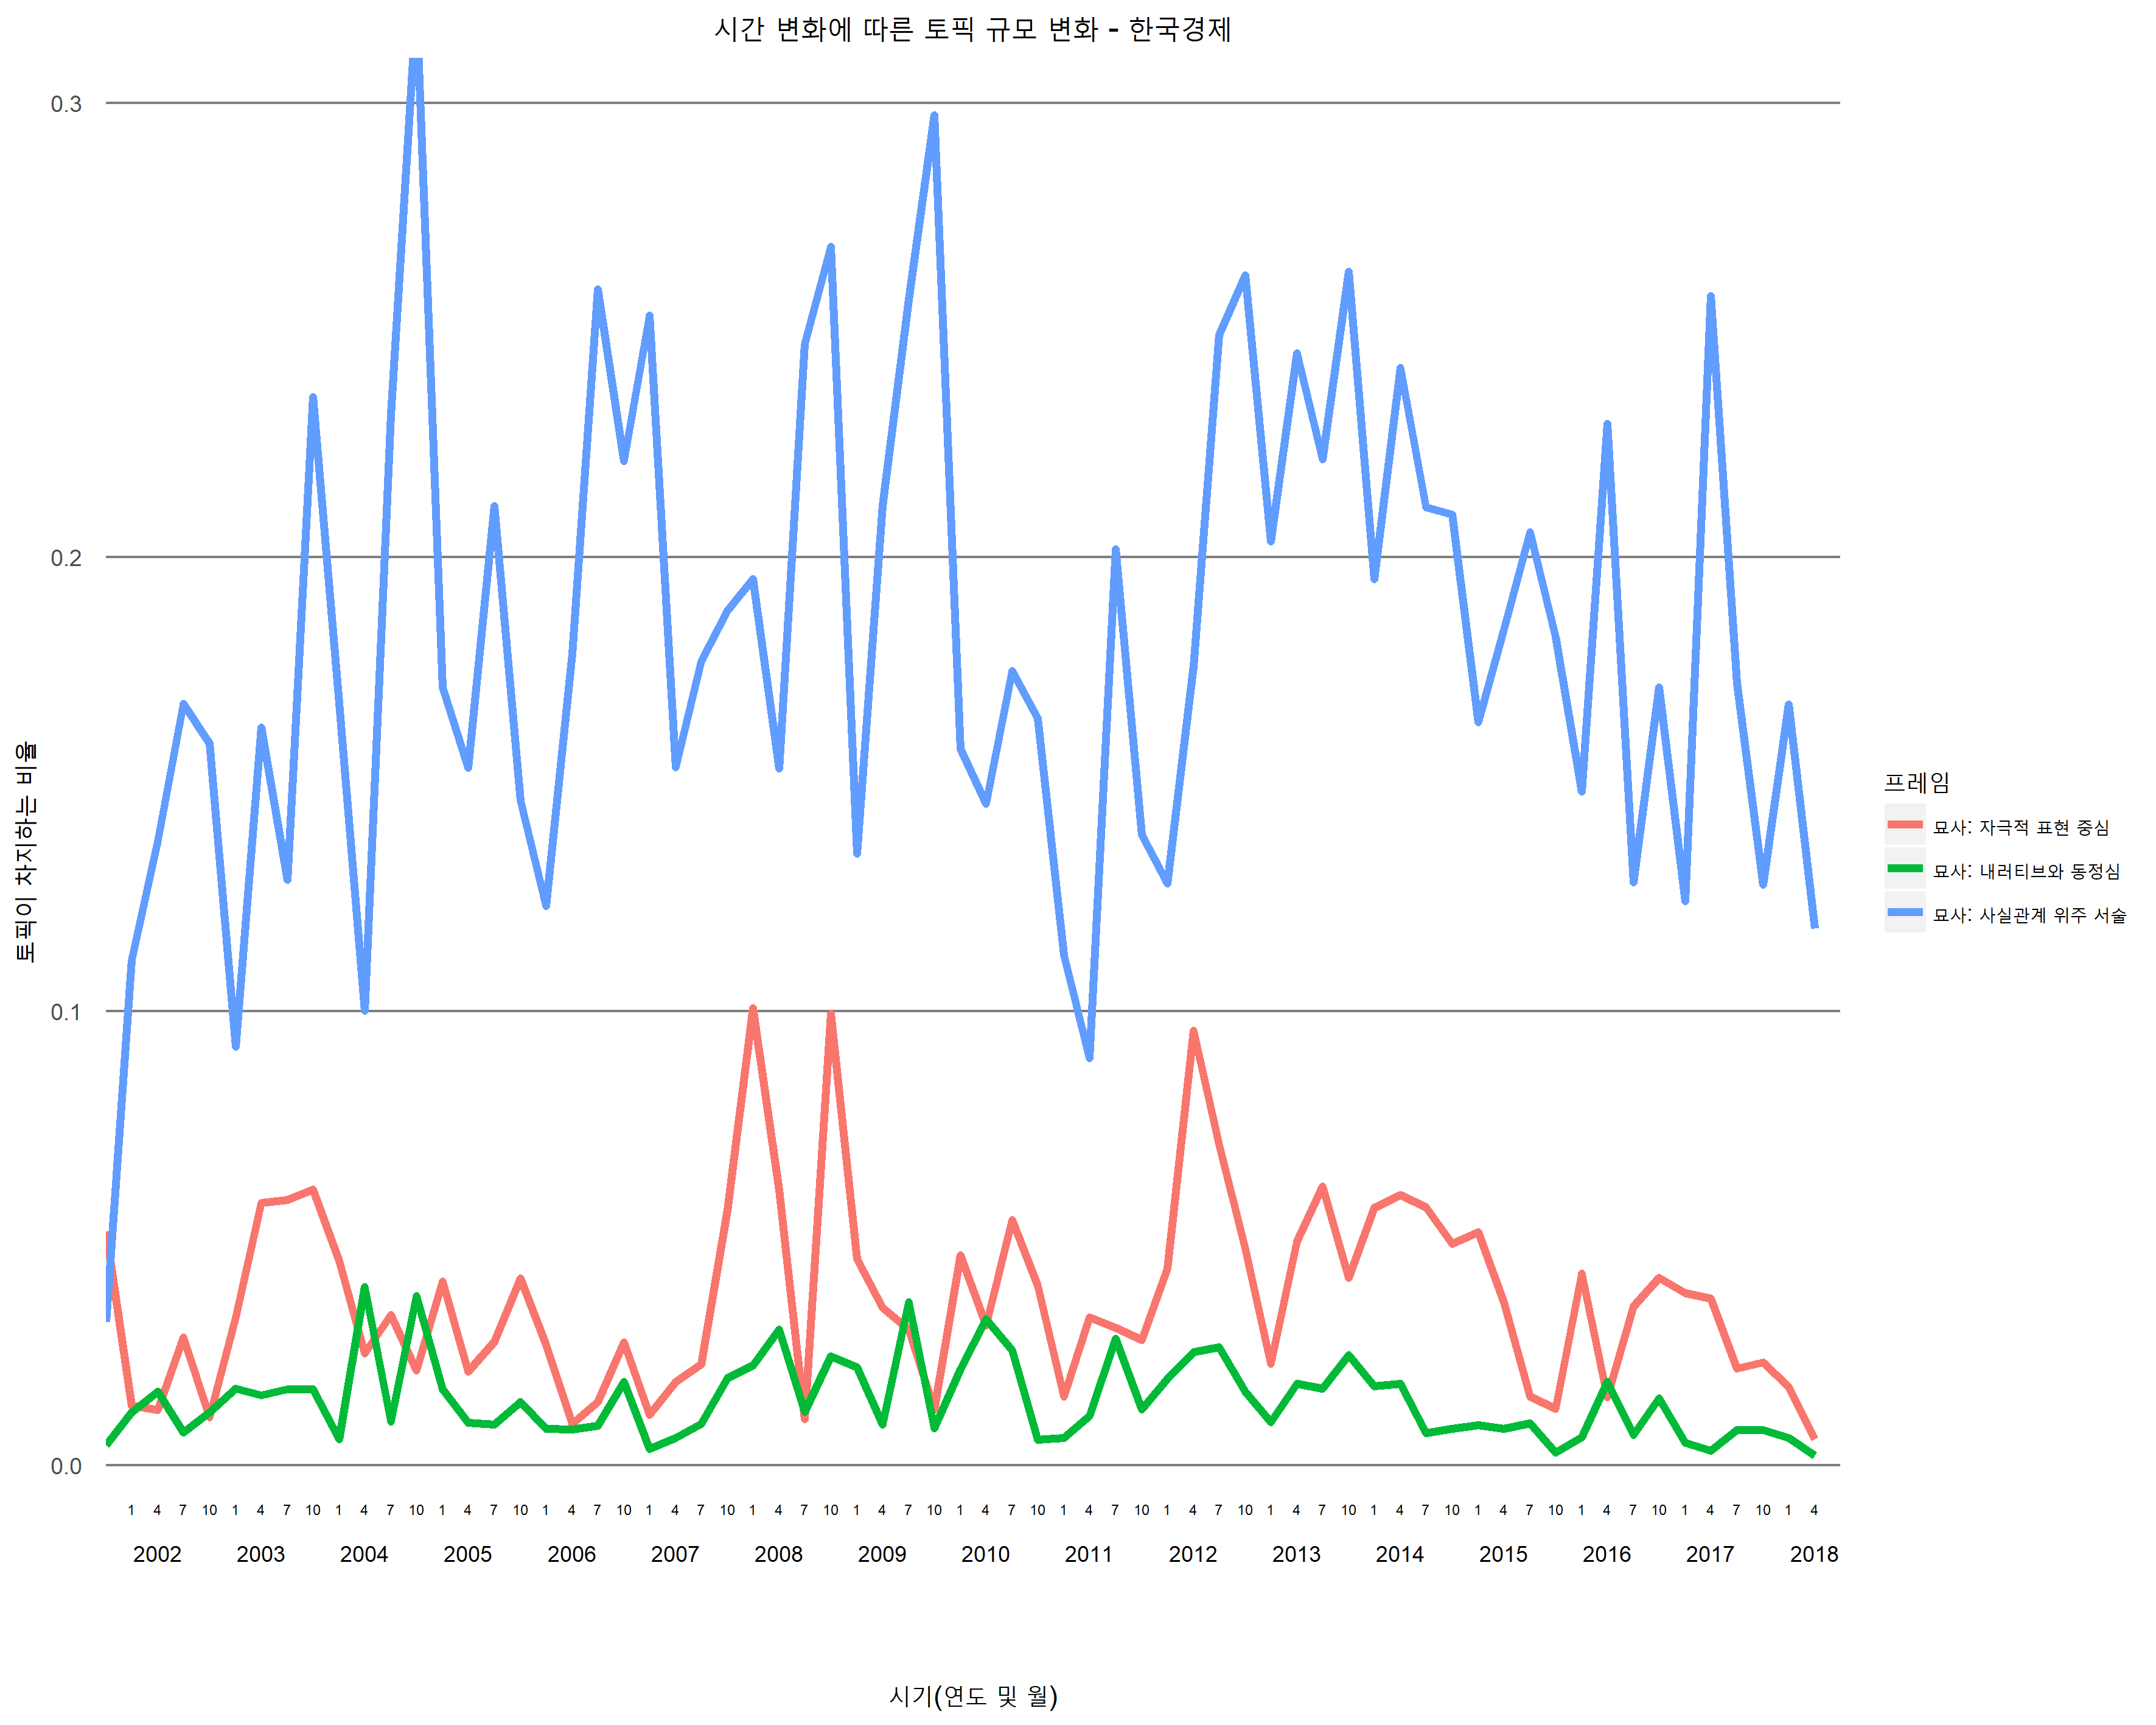 시간 변화에 따른 토픽 규모 변화 - 한국경제
토픽이 차지하는 비율
0.3
0.2
0.1
0.0
1 4 7 10 1 4 7 10 1 4 7 10 1 4 7 10 1 4 7 10 1 4 7 10 1 4 7 10 1 4 7 10 1 4 7 10 1 4 7 10 1 4 7 10 1 4 7 10 1 4 7 10 1 4 7 10 1 4 7 10 1 4 7 10 1 4
2002 2003 2004 2005 2006 2007 2008 2009 2010 2011 2012 2013 2014 2015 2016 2017 2018
시기(연도 및 월)
프레임
묘사: 자극적 표현 중심
묘사: 내러티브와 동정심
묘사: 사실관계 위주 서술